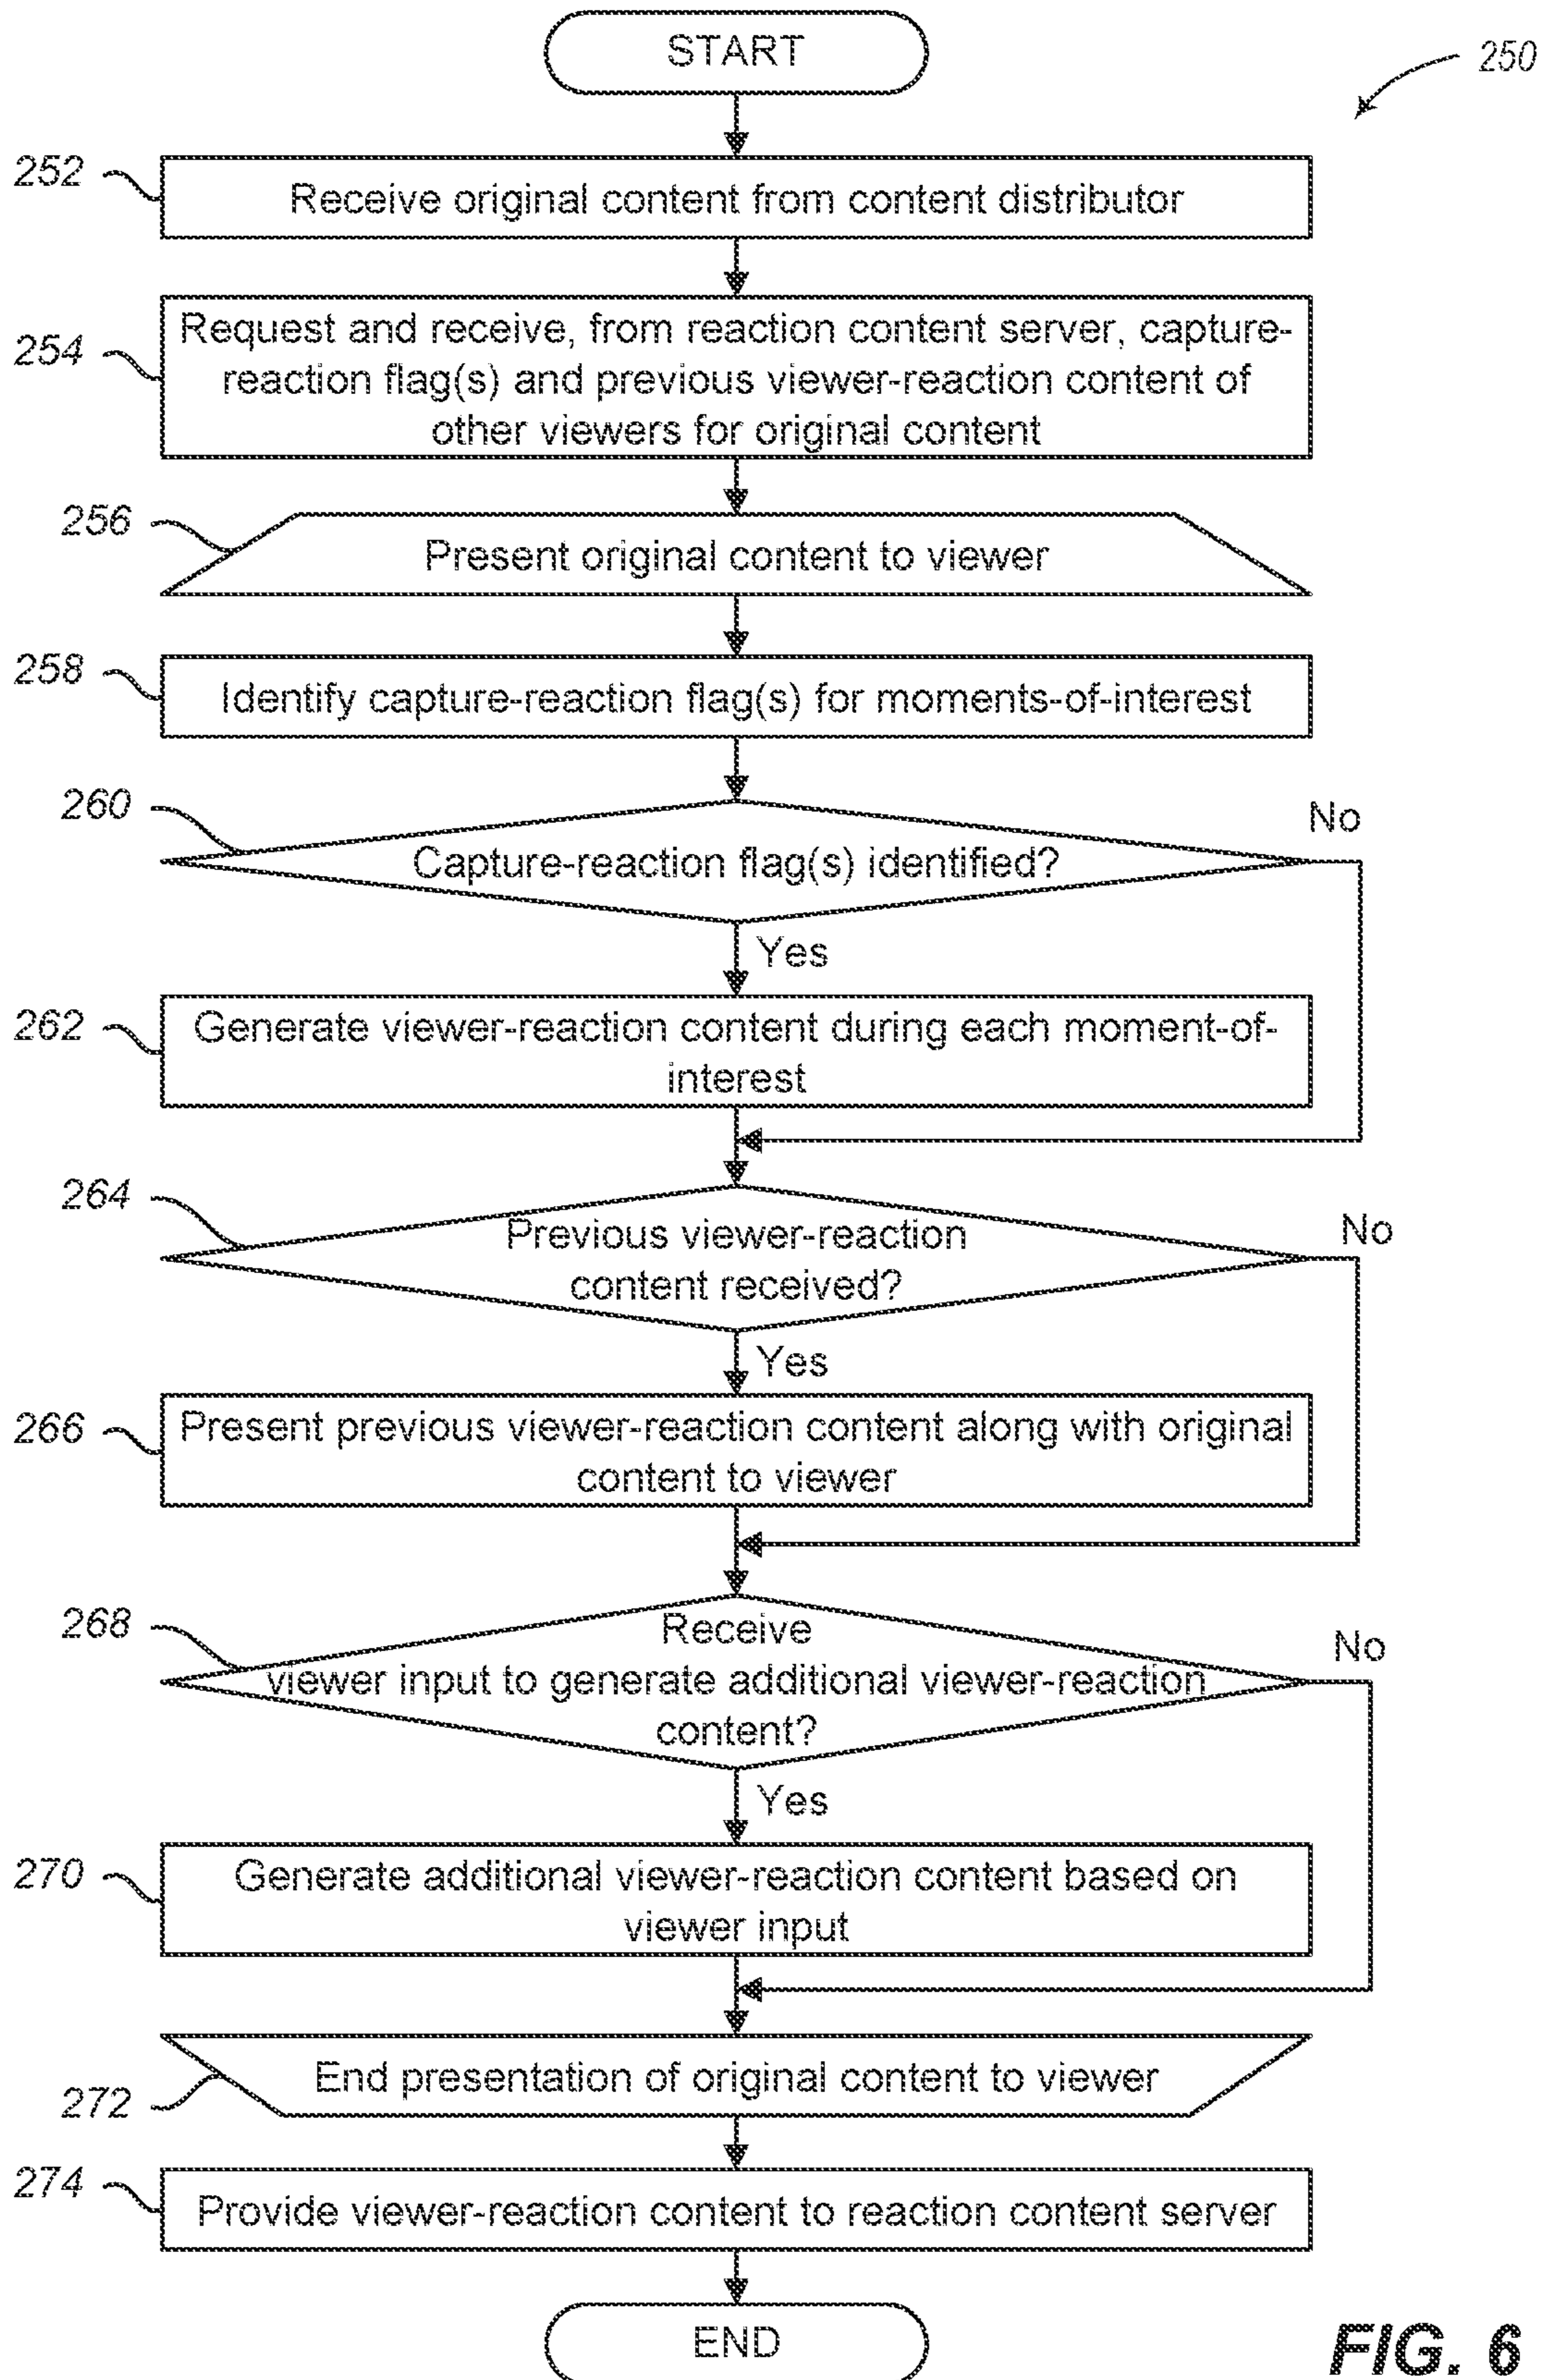 START
250
252
Receive original content from content distributor
254
Request and receive, from reaction content server, capture-
reaction flag(s) and previous viewer-reaction content of
other viewers for original content
256
Present original content to viewer
258
Identify capture-reaction flag(s) for moments-of-interest
260
No
Capture-reaction flag(s) identified?
Yes
262
Generate viewer-reaction content during each moment-of-
interest
264
No
Previous viewer-reaction
content received?
Yes
266
Present previous viewer-reaction content along with original
content to viewer
268
No
Receive
viewer input to generate additional viewer-reaction
content?
Yes
270
Generate additional viewer-reaction content based on
viewer input
End presentation of original content to viewer
272
274
Provide viewer-reaction content to reaction content server
END
FIG. 6